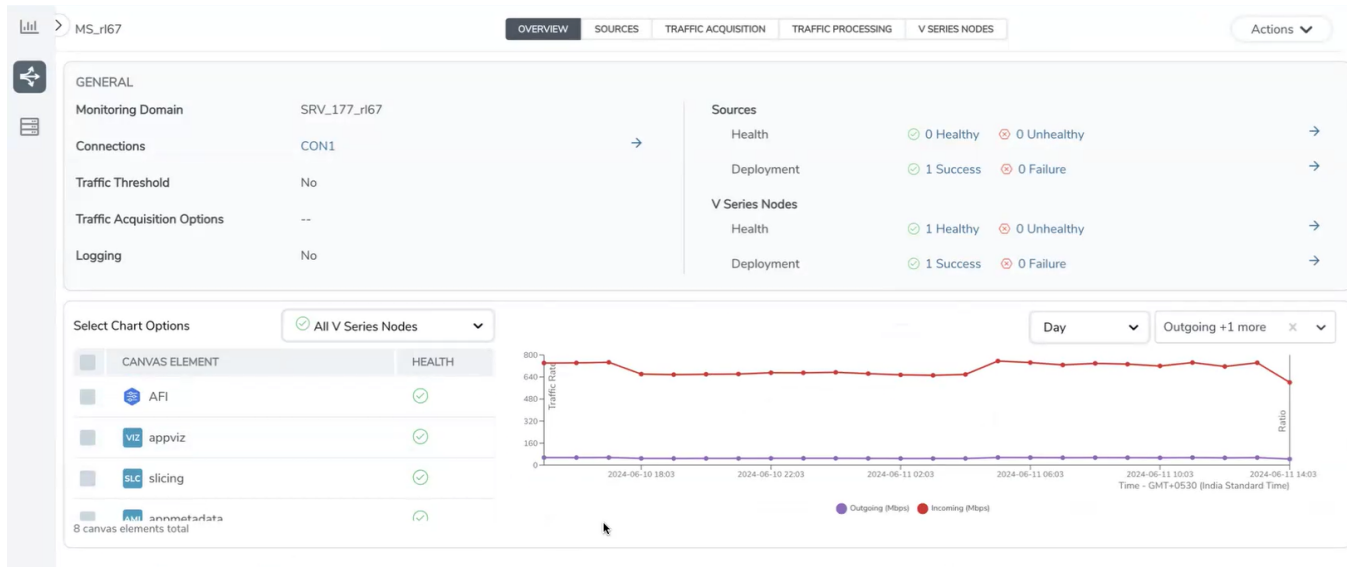 MS_rl67
OVERVIEW SOURCES TRAFFIC ACQUISITION TRAFFIC PROCESSING V SERIES NODES
Actions
GENERAL
Monitoring Domain SRV_177_rl67
Connections CON1
Traffic Threshold No
Traffic Acquisition Options --
Logging No
Sources
Health 0 Healthy 0 Unhealthy
Deployment 1 Success 0 Failure
V Series Nodes
Health 1 Healthy 0 Unhealthy
Deployment 1 Success 0 Failure
Select Chart Options All V Series Nodes
CANVAS ELEMENT HEALTH
AFI
VIZ appviz
SLC slicing
AMI appmetadata
8 canvas elements total
Day Outgoing +1 more
800
640
480
320
160
0
Traffic Rate
Ratio
2024-06-10 18:03 2024-06-10 22:03 2024-06-11 02:03 2024-06-11 06:03 2024-06-11 10:03 2024-06-11 14:03
Time - GMT+0530 (India Standard Time)
Outgoing (Mbps) Incoming (Mbps)